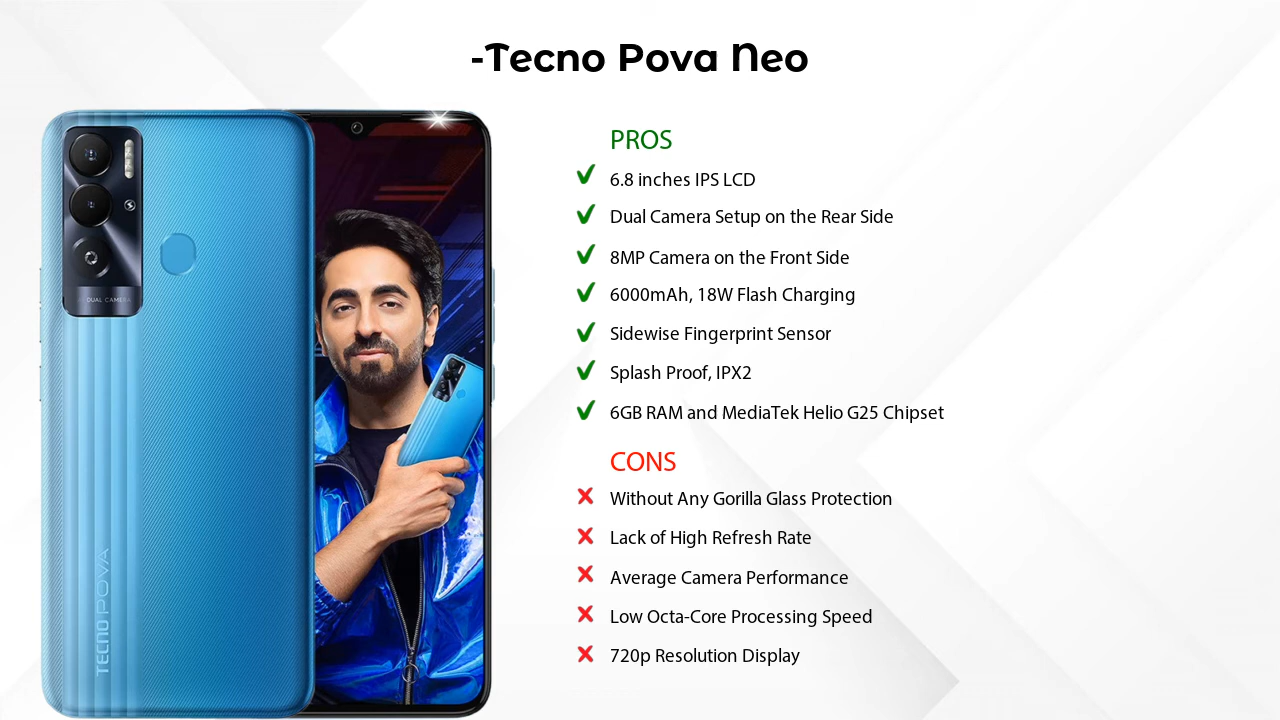 -Tecno Pova Neo
PROS
6.8 inches IPS LCD
Dual Camera Setup on the Rear Side
8MP Camera on the Front Side
6000mAh, 18W Flash Charging
Sidewise Fingerprint Sensor
Splash Proof, IPX2
6GB RAM and MediaTek Helio G25 Chipset
CONS
Without Any Gorilla Glass Protection
Lack of High Refresh Rate
Average Camera Performance
Low Octa-Core Processing Speed
720p Resolution Display
DUAL CAMERA
TECNO POVA